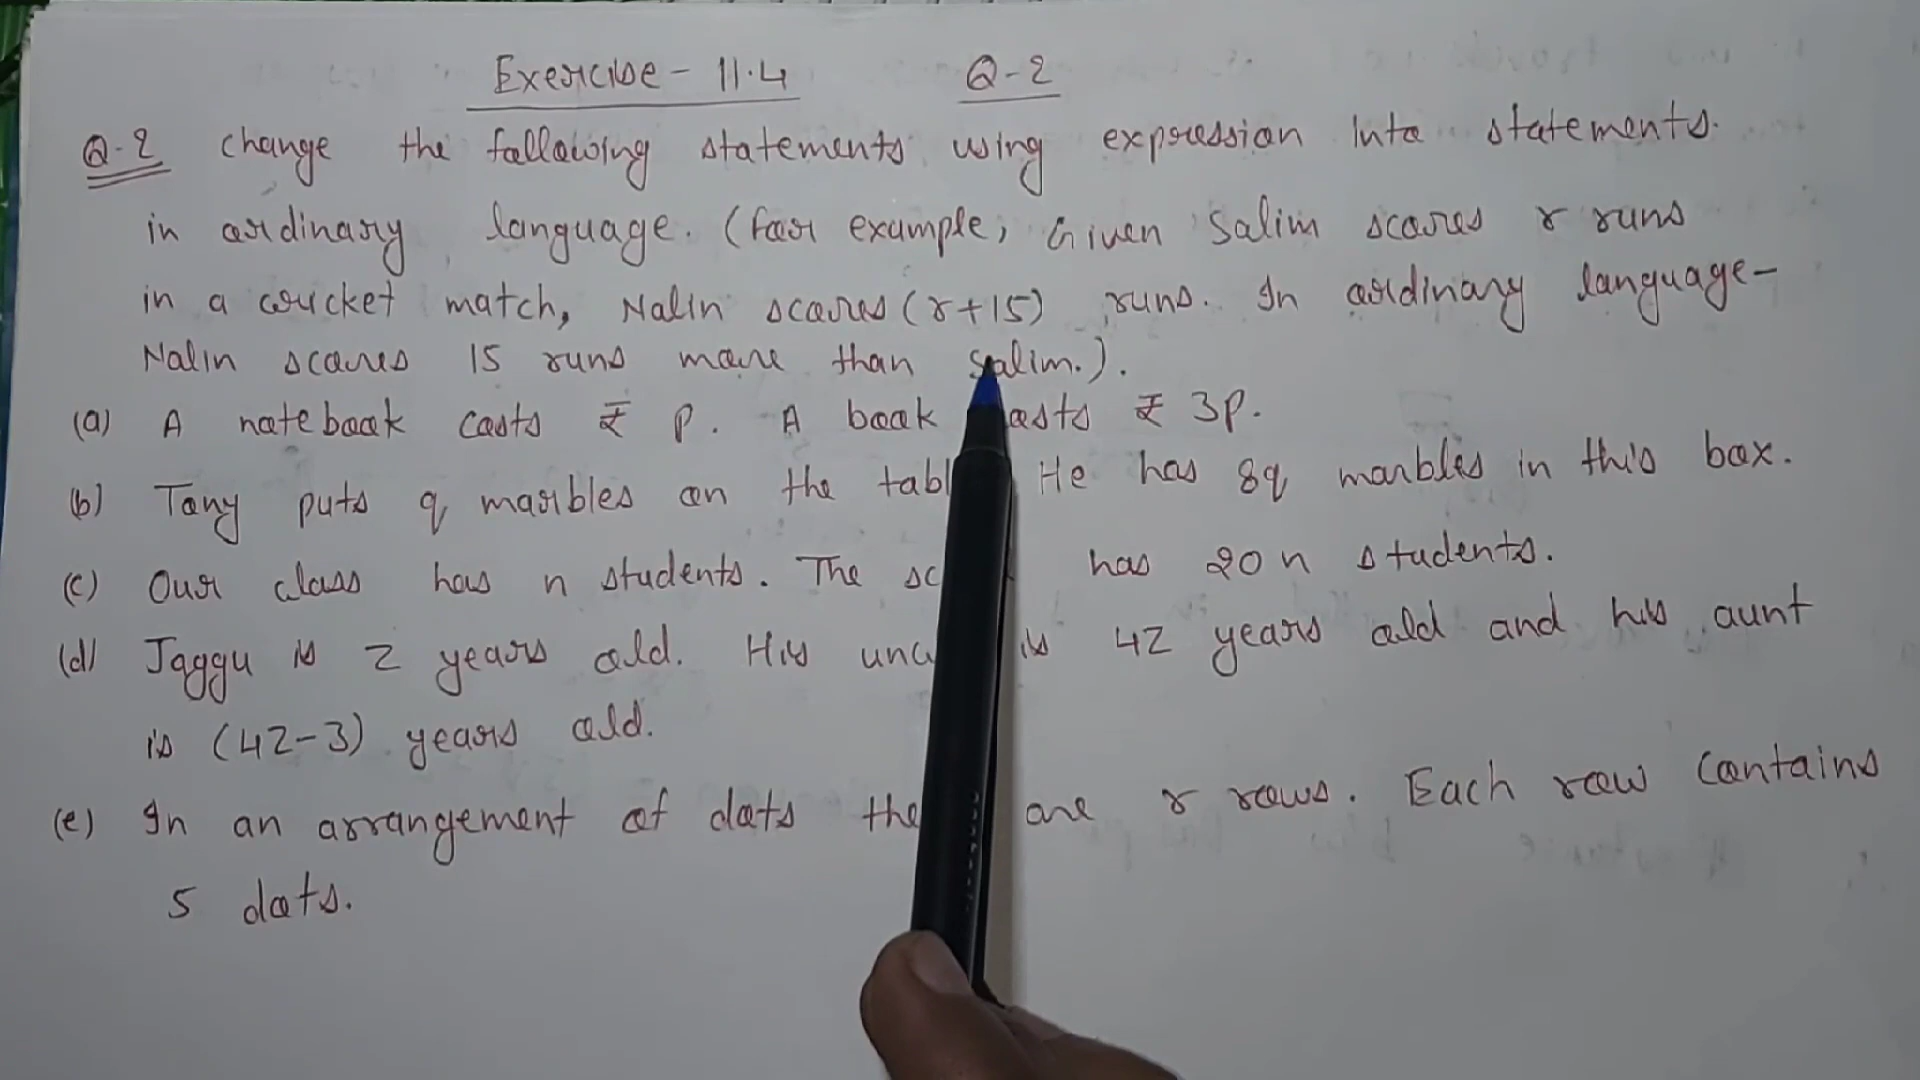 Exercise - 11.4 Q-2
Q-2 change the following statements using expression into statements.
in ordinary language. (for example, Given Salim scores r runs
in a cricket match, Nalin scores (r+15) runs. In ordinary language-
Nalin scores 15 runs more than Salim.).
(a) A notebook costs ₹ p. A book costs ₹ 3p.
(b) Tony puts q marbles on the table He has 8q marbles in this box.
(c) Our class has n students. The has 20n students.
(d) Jaggu is z years old. His is 4z years old and his aunt
is (4z-3) years old.
(e) In an arrangement of dots are r rows. Each row contains
5 dots.